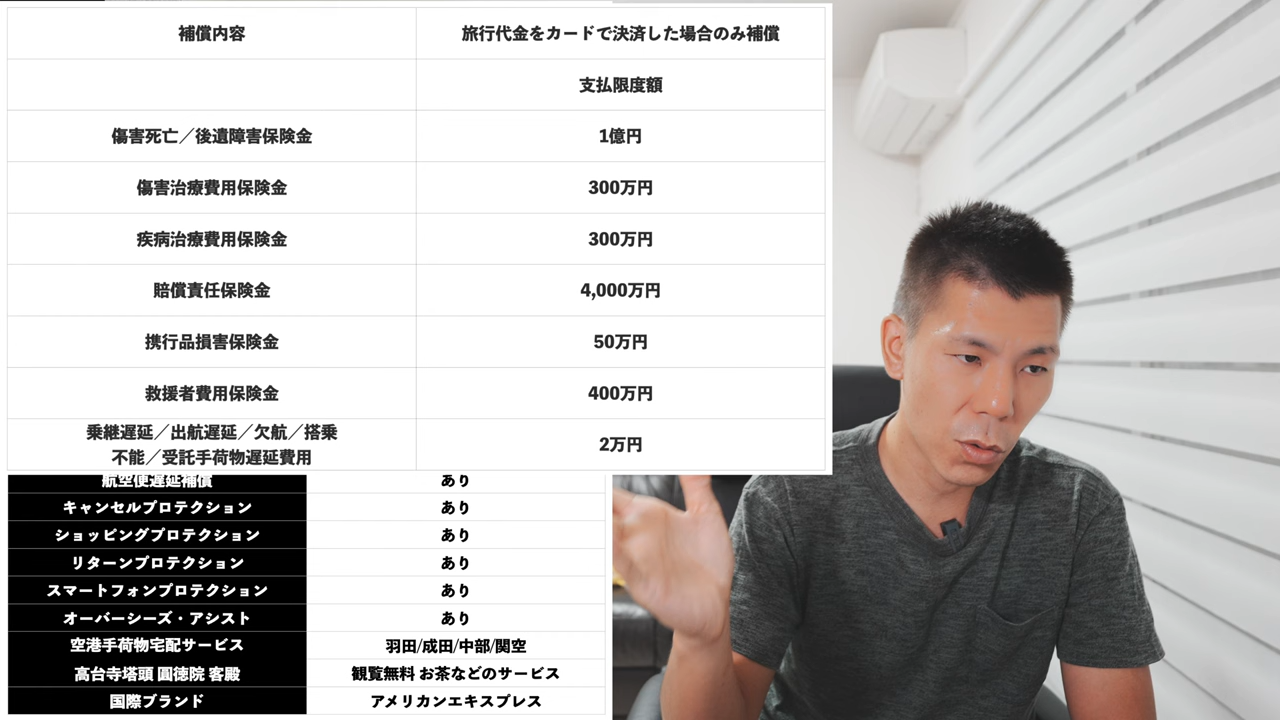 補償内容 旅行代金をカードで決済した場合のみ補償
支払限度額
傷害死亡／後遺障害保険金 1億円
傷害治療費用保険金 300万円
疾病治療費用保険金 300万円
賠償責任保険金 4,000万円
携行品損害保険金 50万円
救援者費用保険金 400万円
乗継遅延／出航遅延／欠航／搭乗
不能／受託手荷物遅延費用 2万円
航空便遅延補償 あり
キャンセルプロテクション あり
ショッピングプロテクション あり
リターンプロテクション あり
スマートフォンプロテクション あり
オーバーシーズ・アシスト あり
空港手荷物宅配サービス 羽田/成田/中部/関空
高台寺塔頭 圓徳院 客殿 観覧無料 お茶などのサービス
国際ブランド アメリカンエキスプレス